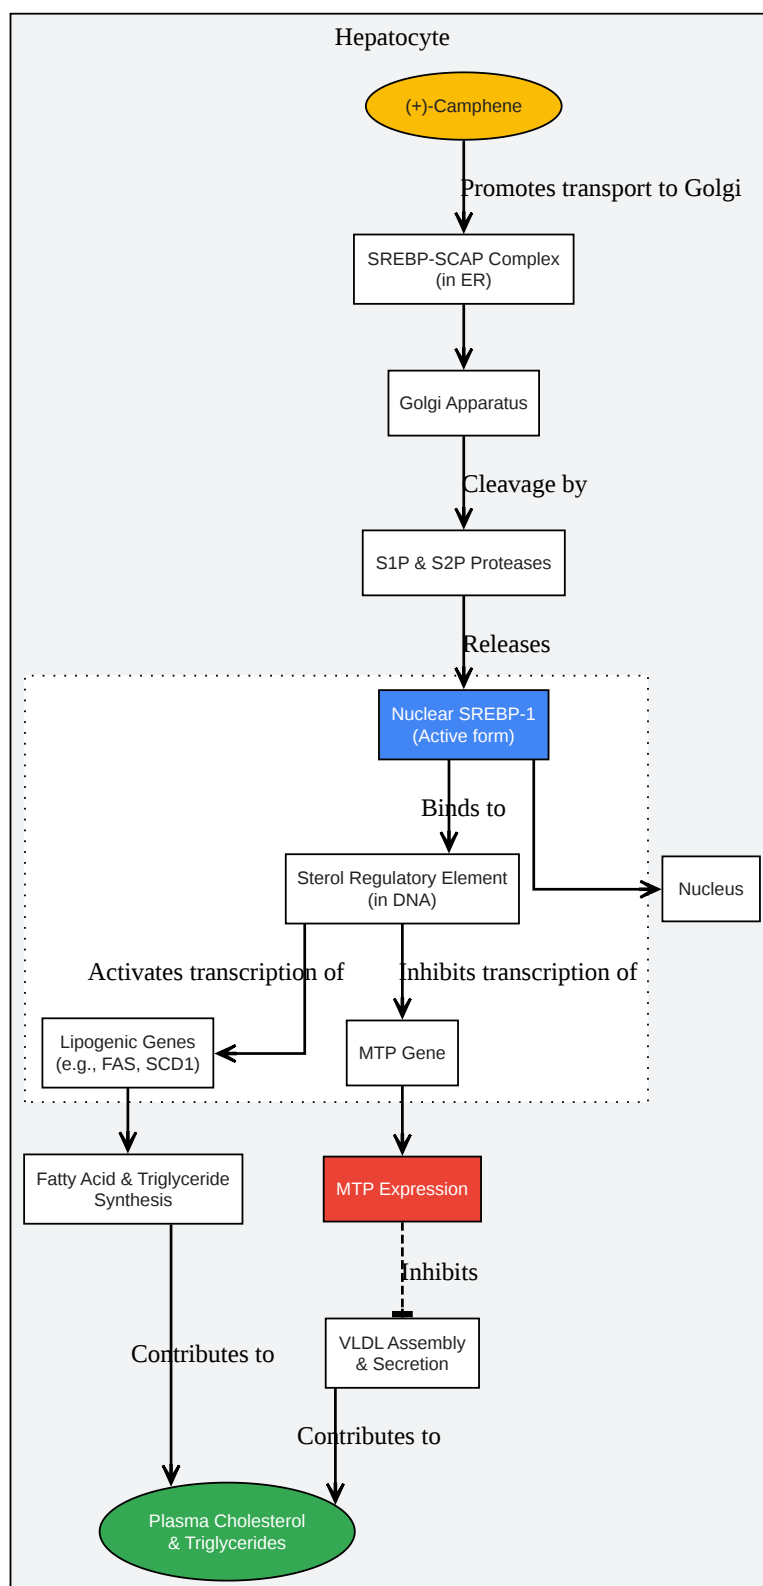 Hepatocyte
(+)-Camphene
Promotes transport to Golgi
SREBP-SCAP Complex
(in ER)
Golgi Apparatus
Cleavage by
S1P & S2P Proteases
Releases
Nuclear SREBP-1
(Active form)
Binds to
Sterol Regulatory Element
(in DNA)
Nucleus
Activates transcription of
Inhibits transcription of
Lipogenic Genes
(e.g., FAS, SCD1)
MTP Gene
Fatty Acid & Triglyceride
Synthesis
MTP Expression
Inhibits
VLDL Assembly
& Secretion
Contributes to
Contributes to
Plasma Cholesterol
& Triglycerides